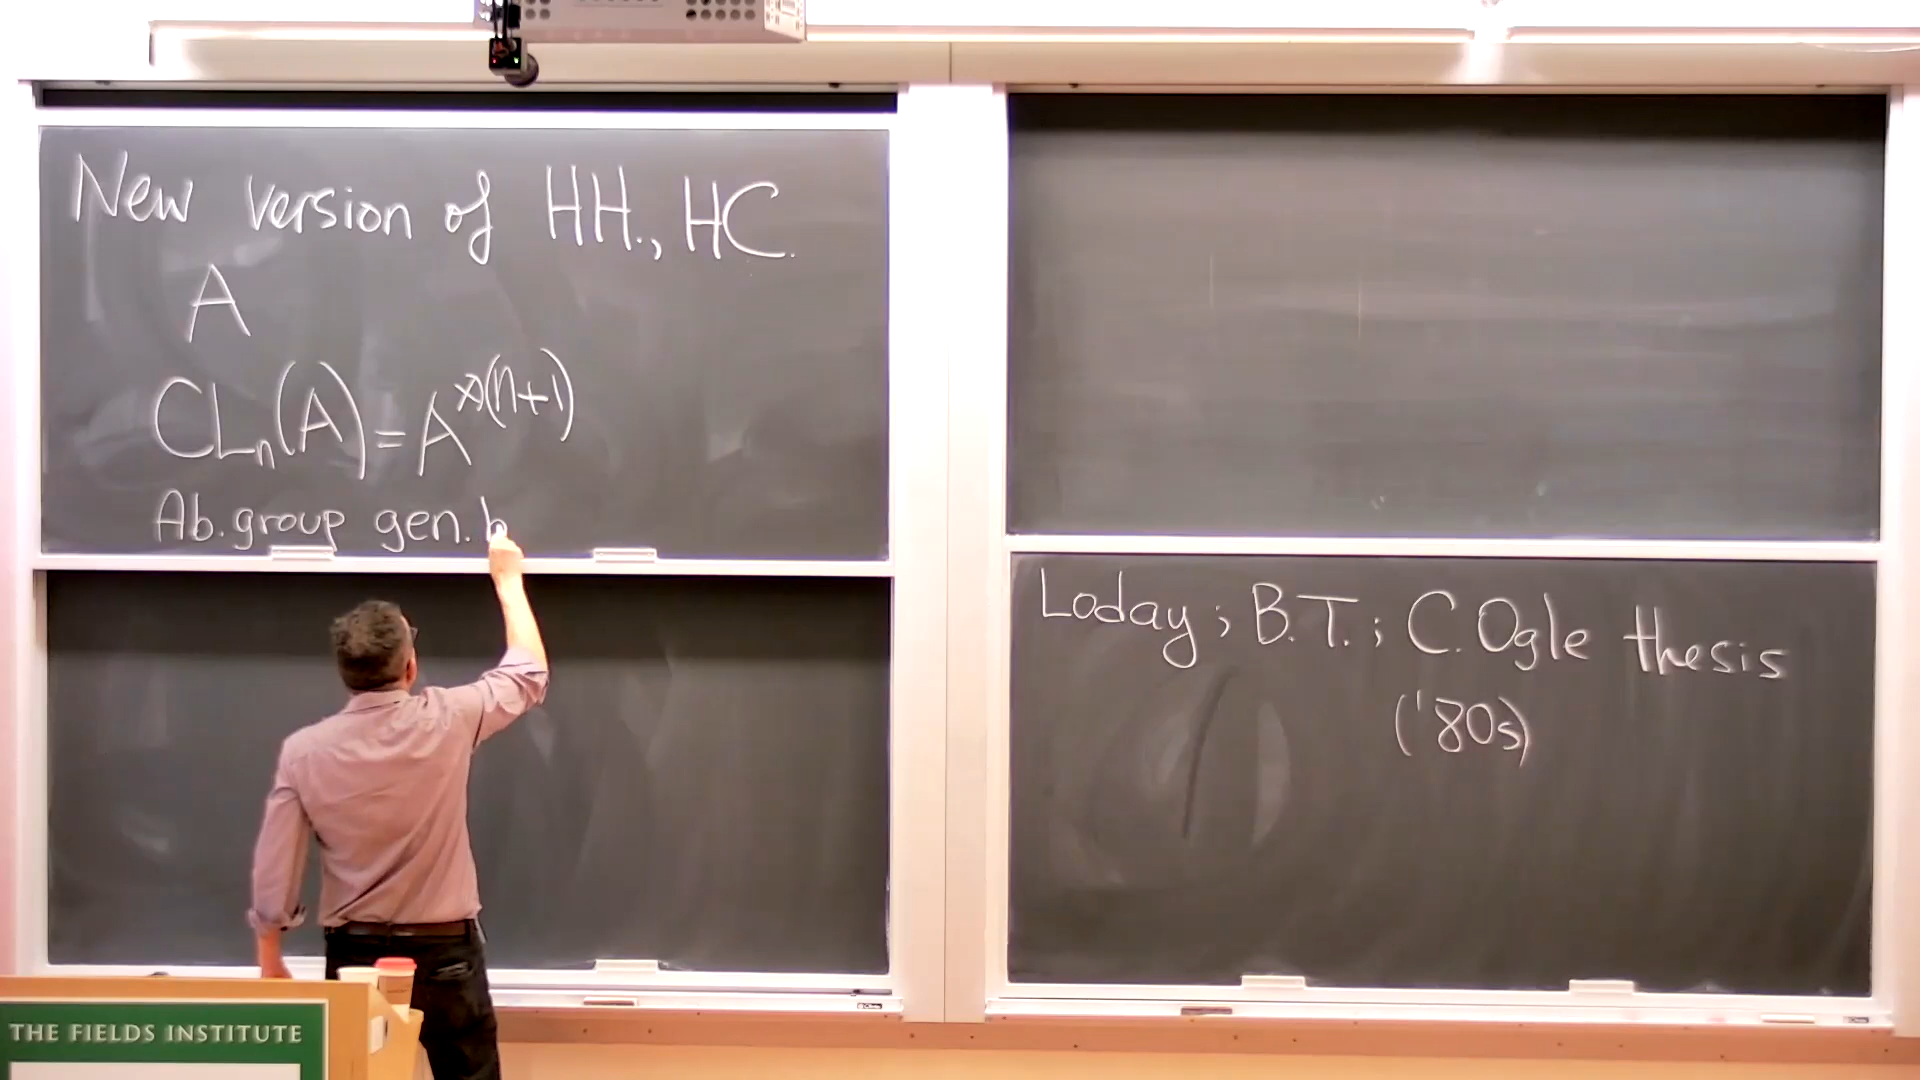 New version of HH., HC.
A
CLₙ(A) = A^{⋊(n+1)}
Ab. group gen. b
Loday; B.T.; C. Ogle thesis
('80s)
THE FIELDS INSTITUTE